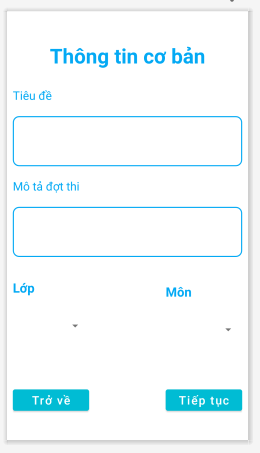 Thông tin cơ bản
Tiêu đề
Mô tả đợt thi
Lớp
Môn
Trở về
Tiếp tục